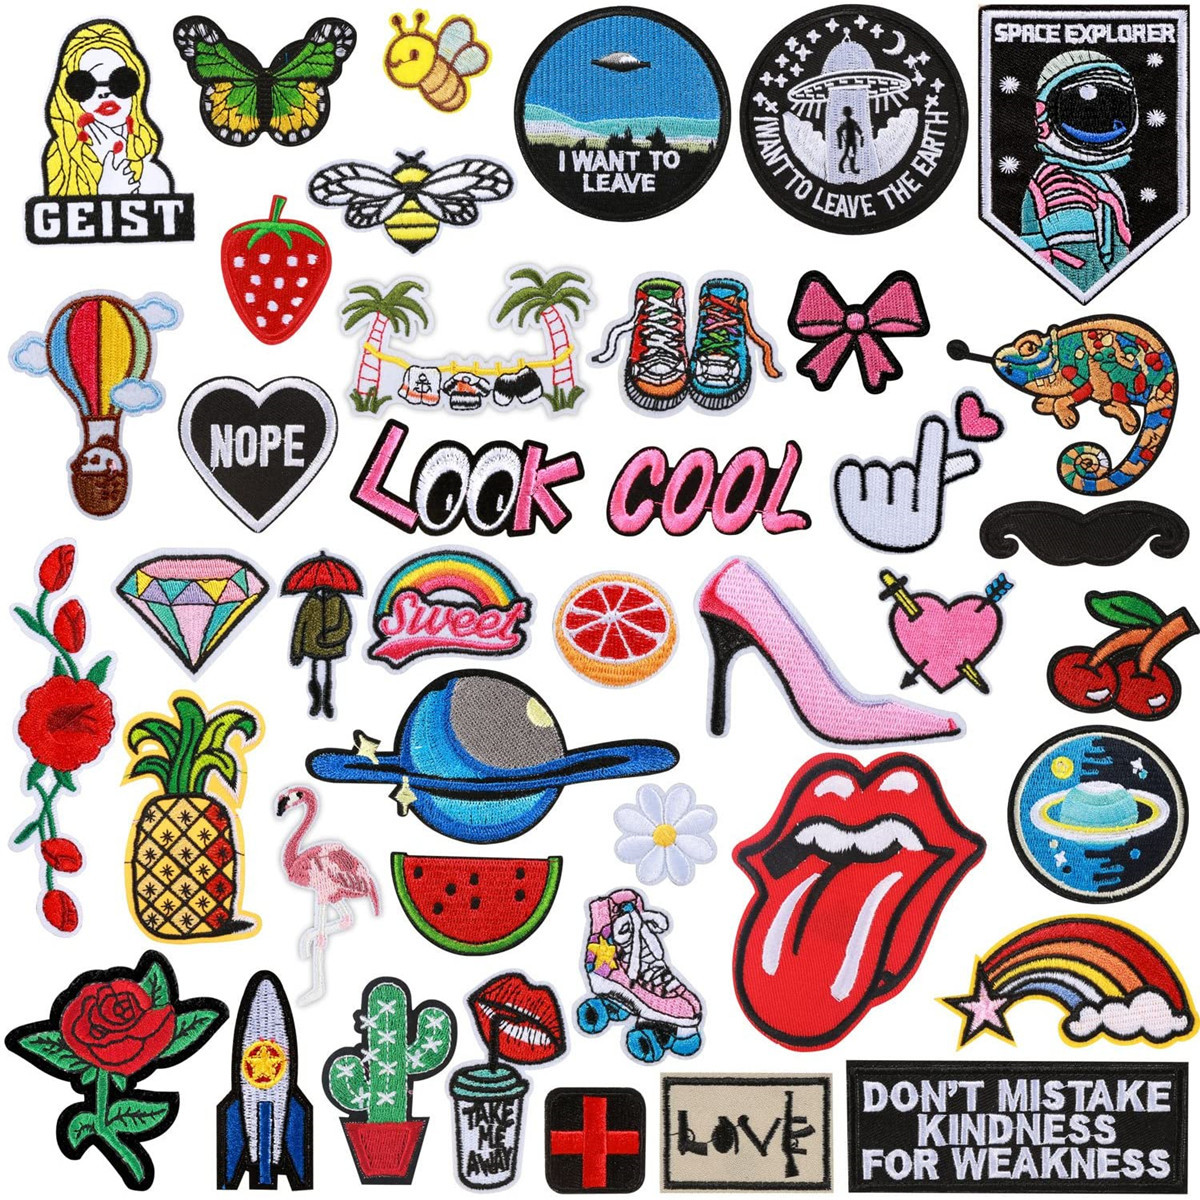 GEIST
I WANT TO
LEAVE
I WANT TO LEAVE THE EARTH
SPACE EXPLORER
NOPE
LOOK
COOL
Sweet
TAKE
ME
AWAY
LOVE
DON'T MISTAKE
KINDNESS
FOR WEAKNESS